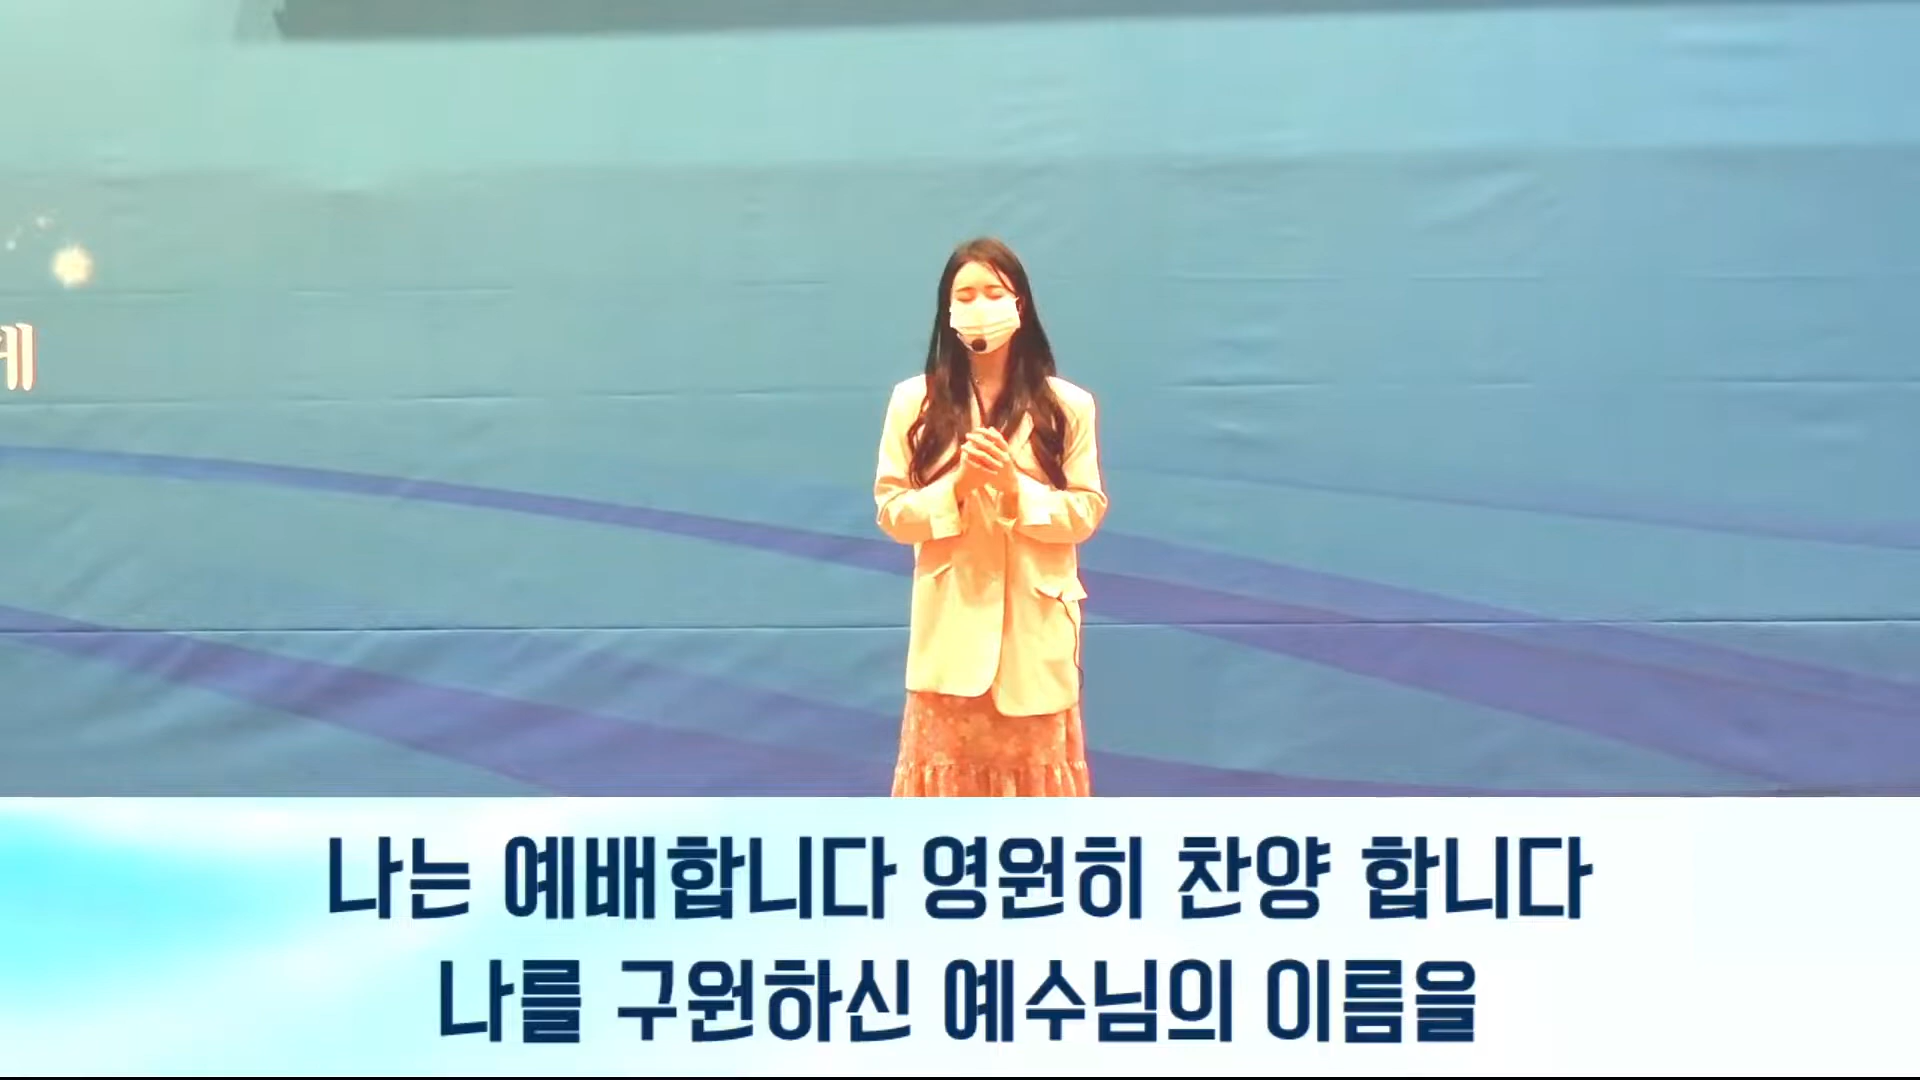 게
나는 예배합니다 영원히 찬양 합니다
나를 구원하신 예수님의 이름을